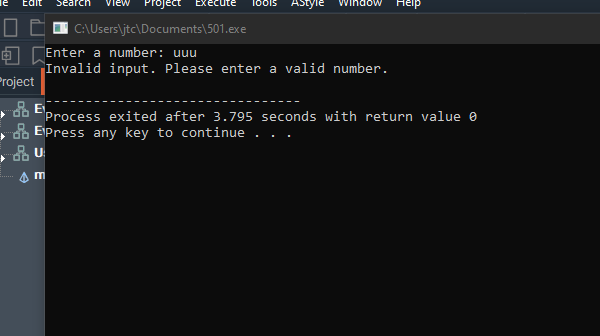 Edit Search View Project Execute Tools AStyle Window Help
C:\Users\jtc\Documents\501.exe
Enter a number: uuu
Invalid input. Please enter a valid number.
Project
--------------------------------
Process exited after 3.795 seconds with return value 0
Press any key to continue . . .